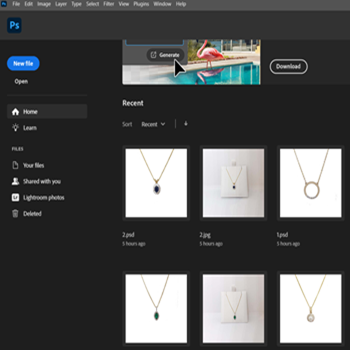 Ps File Edit Image Layer Type Select Filter View Plugins Window Help
Ps
Generate
New file
Download
Open
Recent
Home
Sort Recent
Learn
FILES
Your files
Shared with you
Lightroom photos
Deleted
2.psd
5 hours ago
2.jpg
5 hours ago
1.psd
5 hours ago